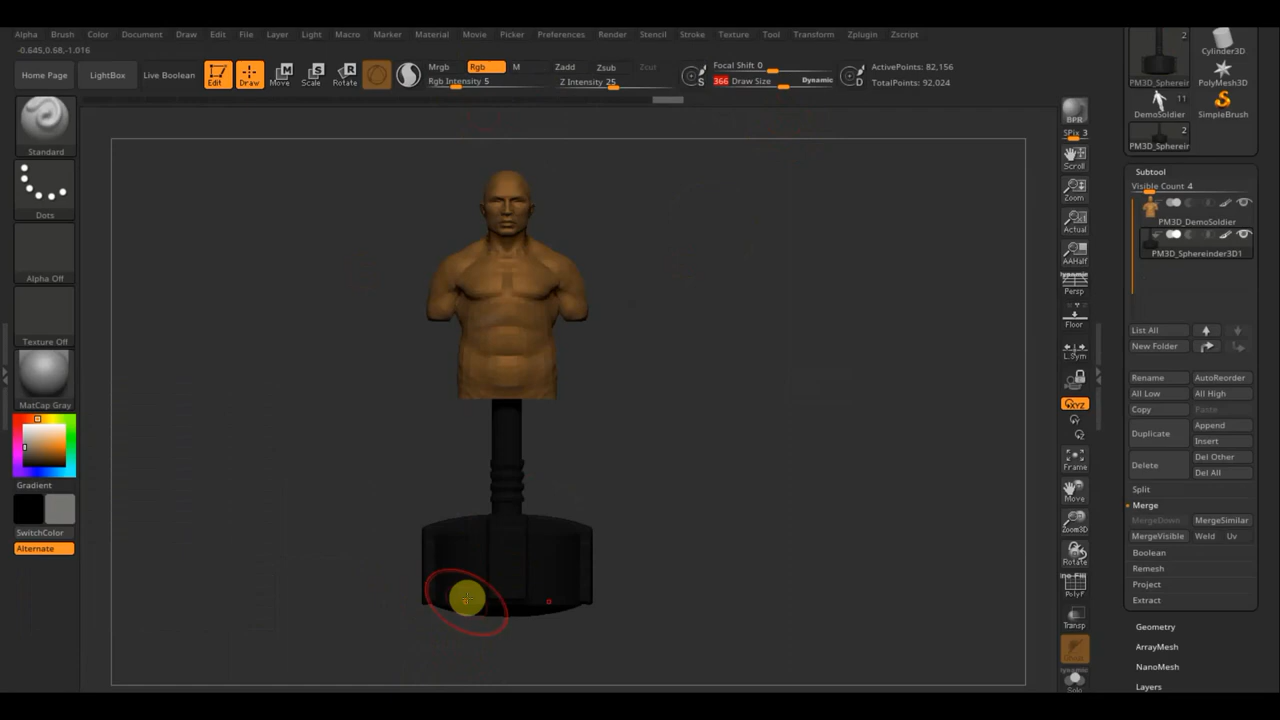 Alpha Brush Color Document Draw Edit File Layer Light Macro Marker Material Movie Picker Preferences Render Stencil Stroke Texture Tool Transform Zplugin Zscript
-0.645,0.68,-1.016
Home Page LightBox Live Boolean Edit Draw Move Scale Rotate
Mrgb Rgb M Zadd Zsub Zcut
Rgb Intensity 5 Z Intensity 25
Focal Shift 0
366 Draw Size Dynamic
ActivePoints: 82,156
TotalPoints: 92,024
Standard
Dots
Alpha Off
Texture Off
MatCap Gray
Gradient
SwitchColor
Alternate
BPR
SPix 3
Scroll
Zoom
Actual
AAHalf
Dynamic
Persp
Floor
L.Sym
XYZ
Frame
Move
Zoom3D
Rotate
PolyF
Transp
Dynamic
Solo
2
Cylinder3D
PM3D_Sphereir PolyMesh3D
11
DemoSoldier SimpleBrush
2
PM3D_Sphereir
Subtool
Visible Count 4
PM3D_DemoSoldier
PM3D_Sphereinder3D1
List All
New Folder
Rename AutoReorder
All Low All High
Copy Paste
Duplicate Append
Insert
Delete Del Other
Del All
Split
Merge
MergeDown MergeSimilar
MergeVisible Weld Uv
Boolean
Remesh
Project
Extract
Geometry
ArrayMesh
NanoMesh
Layers